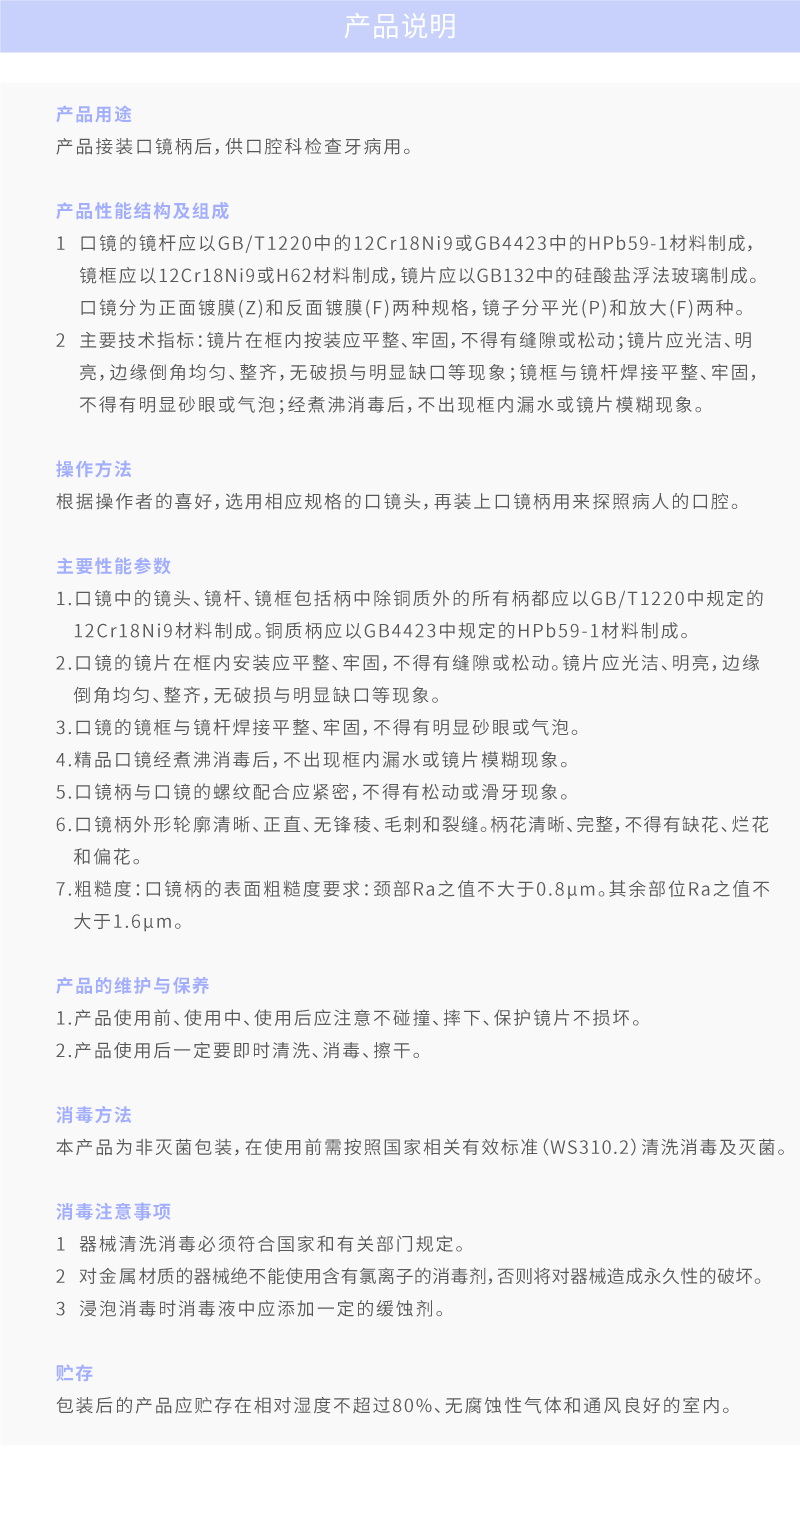 产品说明
产品用途
产品接装口镜柄后，供口腔科检查牙病用。
产品性能结构及组成
1 口镜的镜杆应以GB/T1220中的12Cr18Ni9或GB4423中的HPb59-1材料制成，
镜框应以12Cr18Ni9或H62材料制成，镜片应以GB132中的硅酸盐浮法玻璃制成。
口镜分为正面镀膜(Z)和反面镀膜(F)两种规格，镜子分平光(P)和放大(F)两种。
2 主要技术指标：镜片在框内按装应平整、牢固，不得有缝隙或松动；镜片应光洁、明
亮，边缘倒角均匀、整齐，无破损与明显缺口等现象；镜框与镜杆焊接平整、牢固，
不得有明显砂眼或气泡；经煮沸消毒后，不出现框内漏水或镜片模糊现象。
操作方法
根据操作者的喜好，选用相应规格的口镜头，再装上口镜柄用来探照病人的口腔。
主要性能参数
1.口镜中的镜头、镜杆、镜框包括柄中除铜质外的所有柄都应以GB/T1220中规定的
12Cr18Ni9材料制成。铜质柄应以GB4423中规定的HPb59-1材料制成。
2.口镜的镜片在框内安装应平整、牢固，不得有缝隙或松动。镜片应光洁、明亮，边缘
倒角均匀、整齐，无破损与明显缺口等现象。
3.口镜的镜框与镜杆焊接平整、牢固，不得有明显砂眼或气泡。
4.精品口镜经煮沸消毒后，不出现框内漏水或镜片模糊现象。
5.口镜柄与口镜的螺纹配合应紧密，不得有松动或滑牙现象。
6.口镜柄外形轮廓清晰、正直、无锋稜、毛刺和裂缝。柄花清晰、完整，不得有缺花、烂花
和偏花。
7.粗糙度：口镜柄的表面粗糙度要求：颈部Ra之值不大于0.8μm。其余部位Ra之值不
大于1.6μm。
产品的维护与保养
1.产品使用前、使用中、使用后应注意不碰撞、摔下、保护镜片不损坏。
2.产品使用后一定要即时清洗、消毒、擦干。
消毒方法
本产品为非灭菌包装，在使用前需按照国家相关有效标准（WS310.2）清洗消毒及灭菌。
消毒注意事项
1 器械清洗消毒必须符合国家和有关部门规定。
2 对金属材质的器械绝不能使用含有氯离子的消毒剂，否则将对器械造成永久性的破坏。
3 浸泡消毒时消毒液中应添加一定的缓蚀剂。
贮存
包装后的产品应贮存在相对湿度不超过80%、无腐蚀性气体和通风良好的室内。